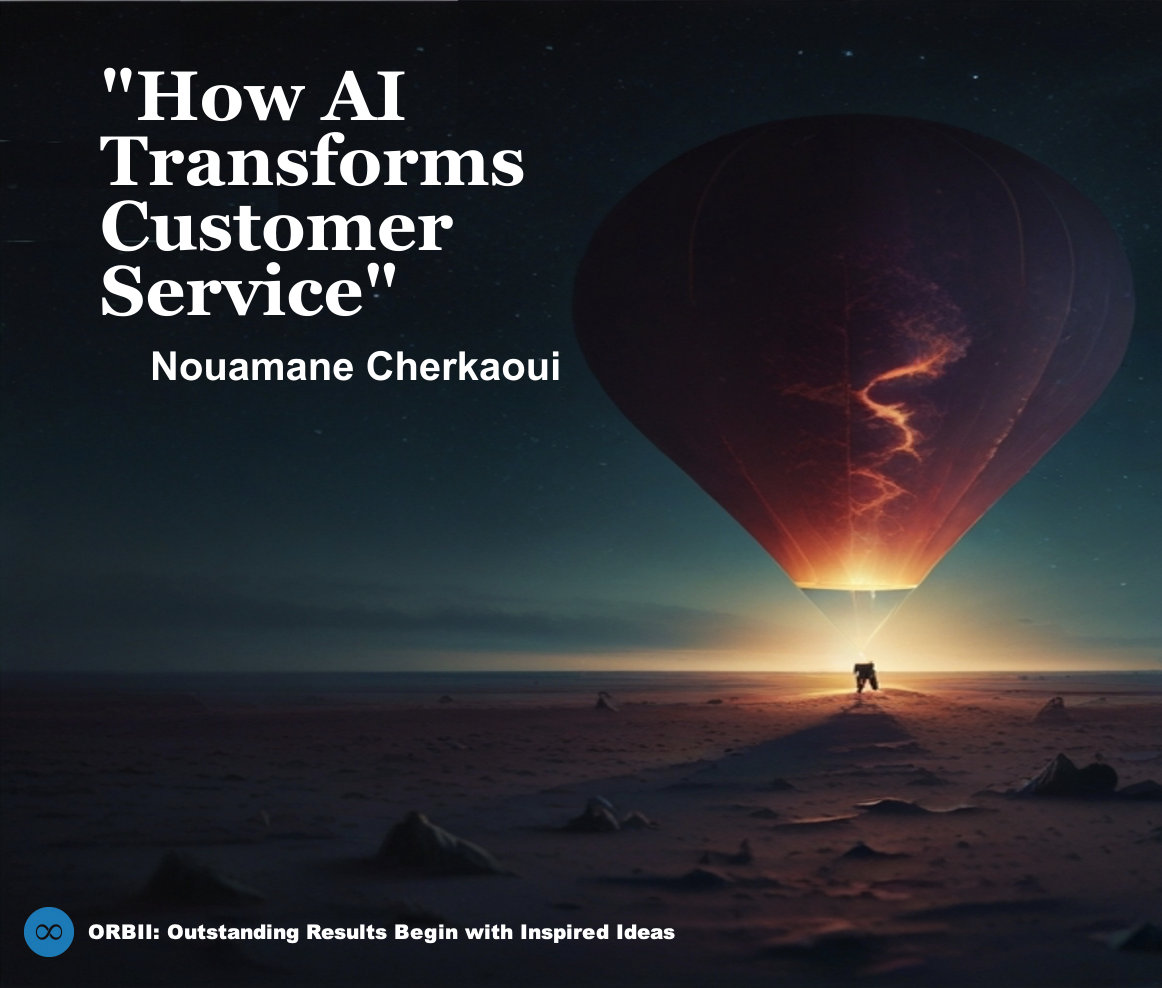 "How AI
Transforms
Customer
Service"
Nouamane Cherkaoui
ORBII: Outstanding Results Begin with Inspired Ideas